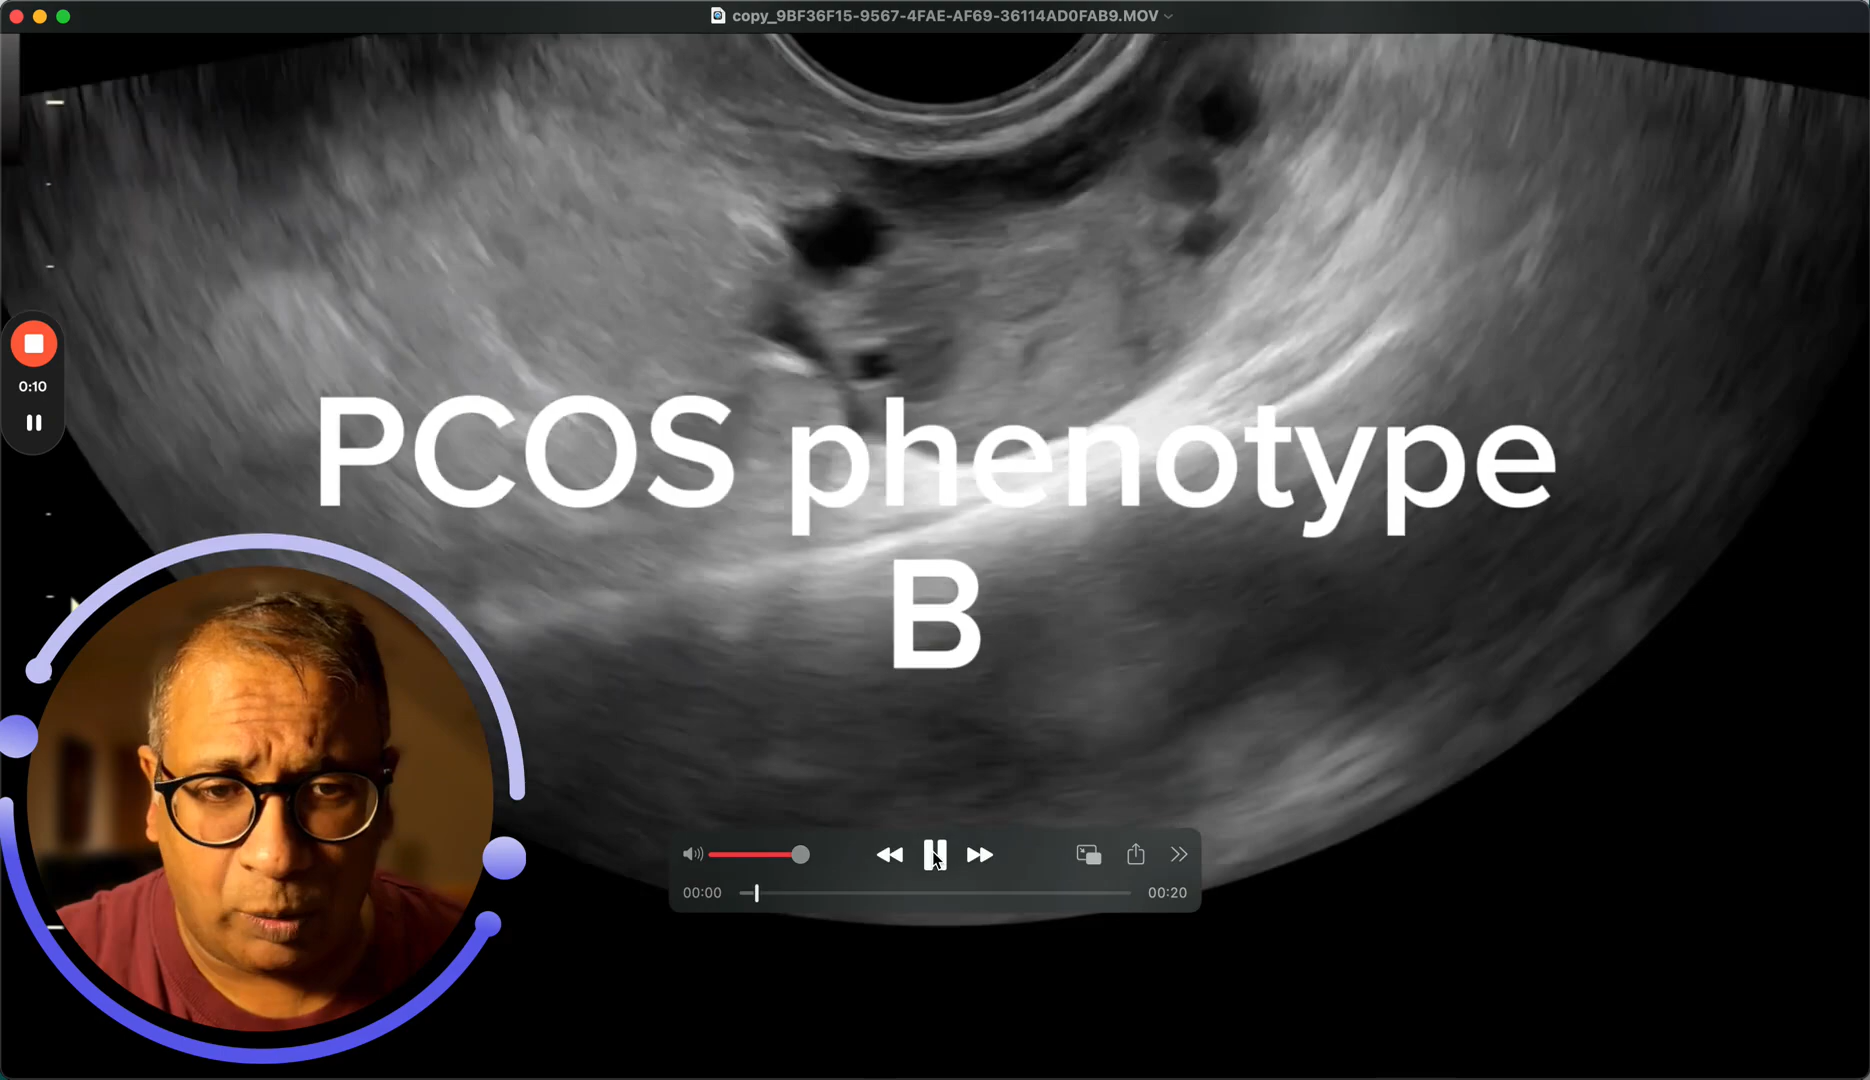 copy_9BF36F15-9567-4FAE-AF69-36114AD0FAB9.MOV
0:10
PCOS phenotype
B
00:00
00:20